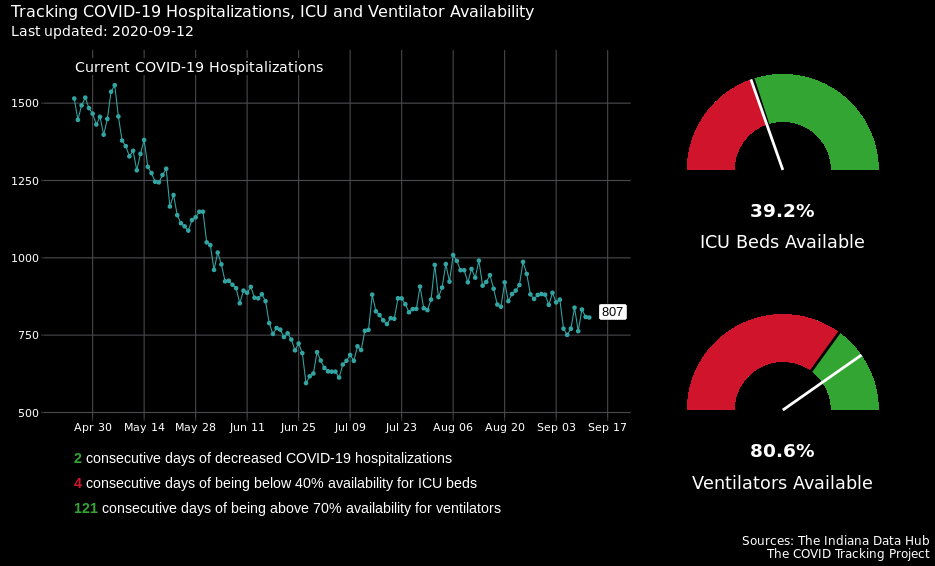 Tracking COVID-19 Hospitalizations, ICU and Ventilator Availability
Last updated: 2020-09-12
Current COVID-19 Hospitalizations
1500
1250
1000
750
500
807
Apr 30 May 14 May 28 Jun 11 Jun 25 Jul 09 Jul 23 Aug 06 Aug 20 Sep 03 Sep 17
39.2%
ICU Beds Available
80.6%
Ventilators Available
2 consecutive days of decreased COVID-19 hospitalizations
4 consecutive days of being below 40% availability for ICU beds
121 consecutive days of being above 70% availability for ventilators
Sources: The Indiana Data Hub
The COVID Tracking Project